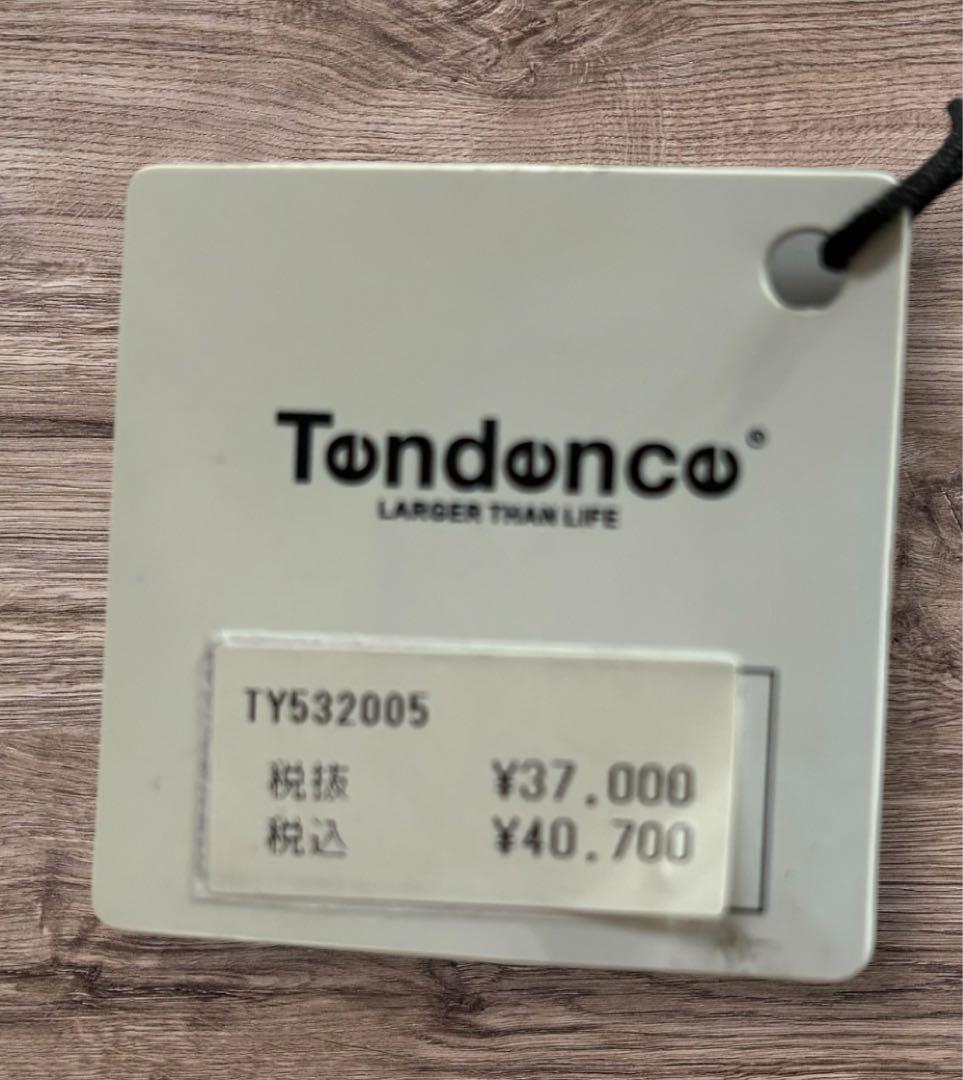 Tendence®
LARGER THAN LIFE
TY532005
税抜 ¥37,000
税込 ¥40,700